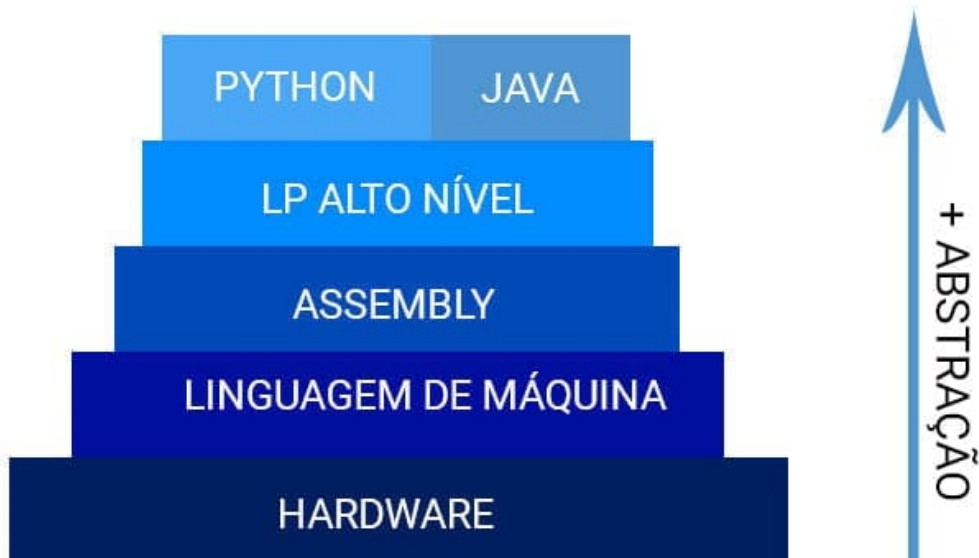 PYTHON JAVA
LP ALTO NÍVEL
ASSEMBLY
LINGUAGEM DE MÁQUINA
HARDWARE
+ ABSTRAÇÃO